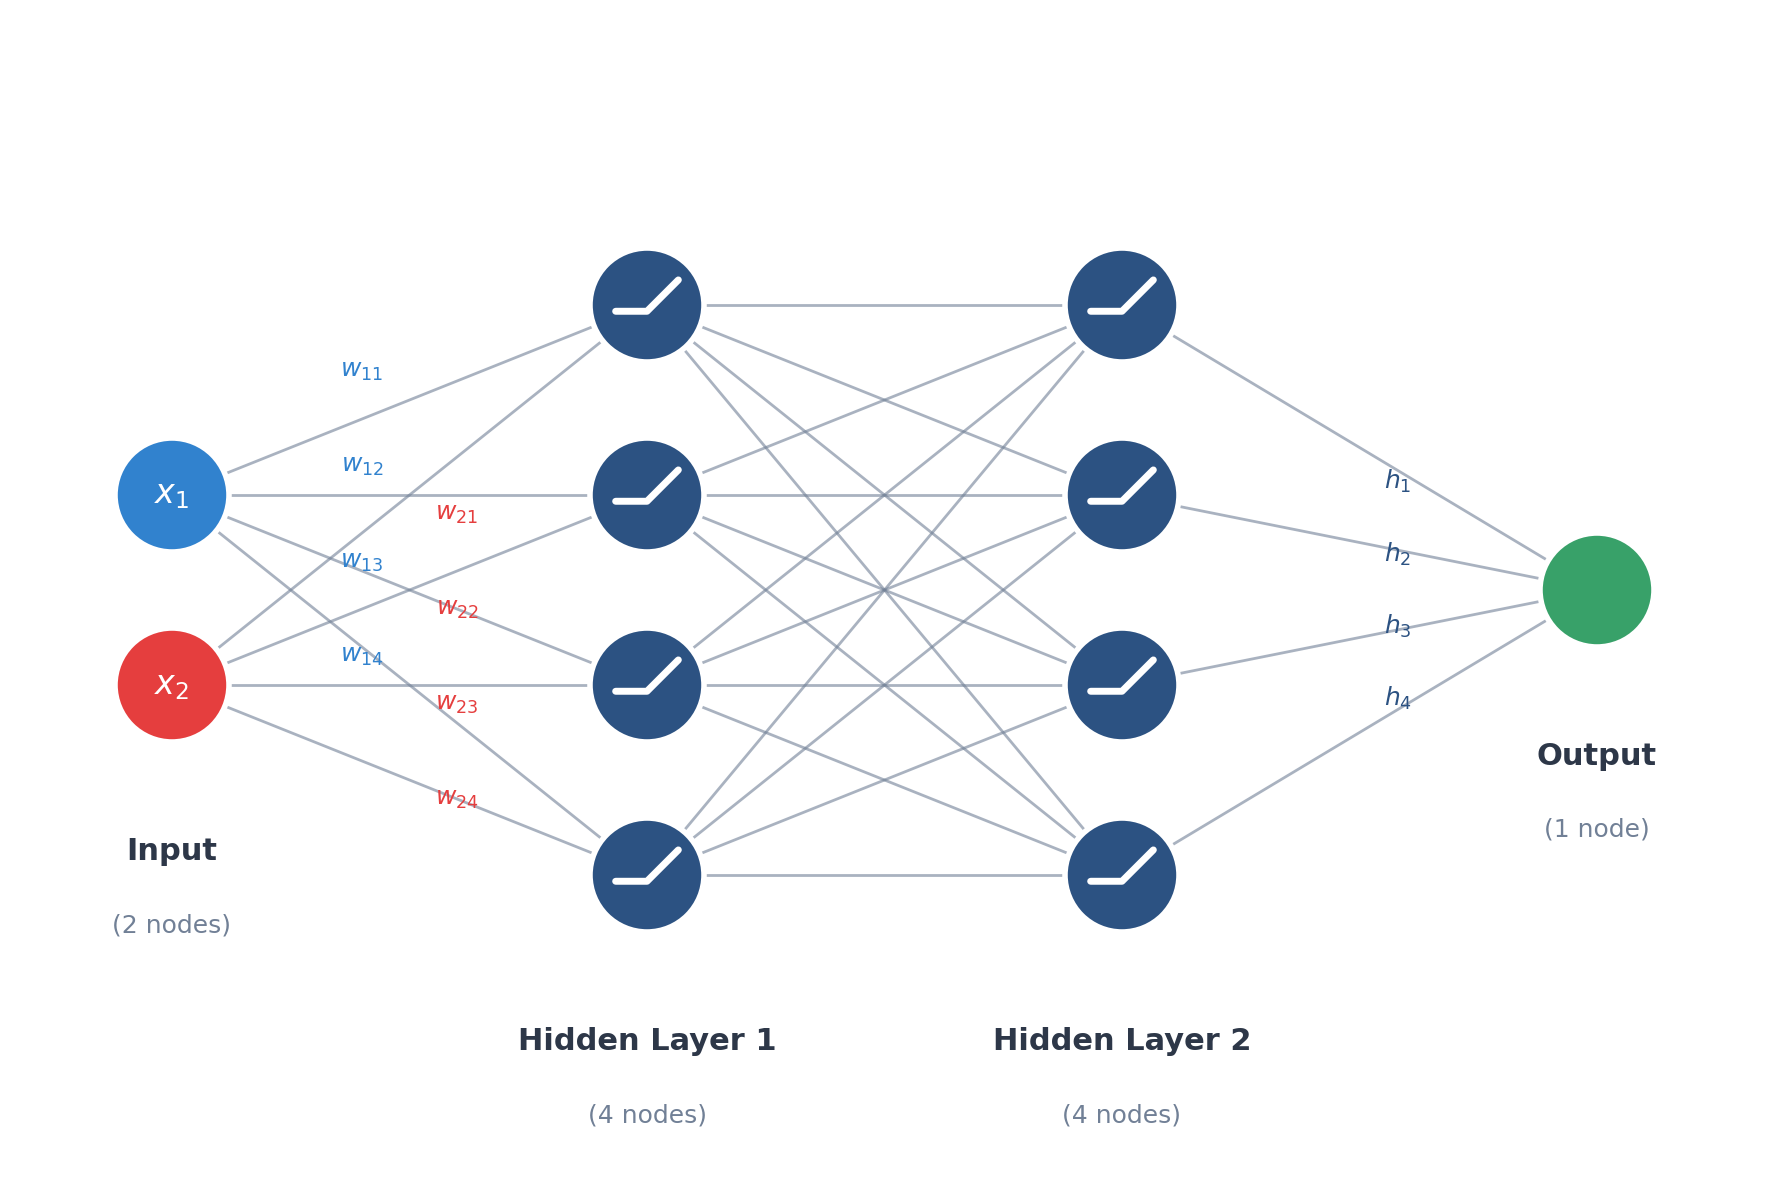 w₁₁
w₁₂
x₁
w₂₁
w₁₃
w₂₂
w₁₄
x₂
w₂₃
w₂₄
h₁
h₂
h₃
h₄
Input
(2 nodes)
Hidden Layer 1
(4 nodes)
Hidden Layer 2
(4 nodes)
Output
(1 node)